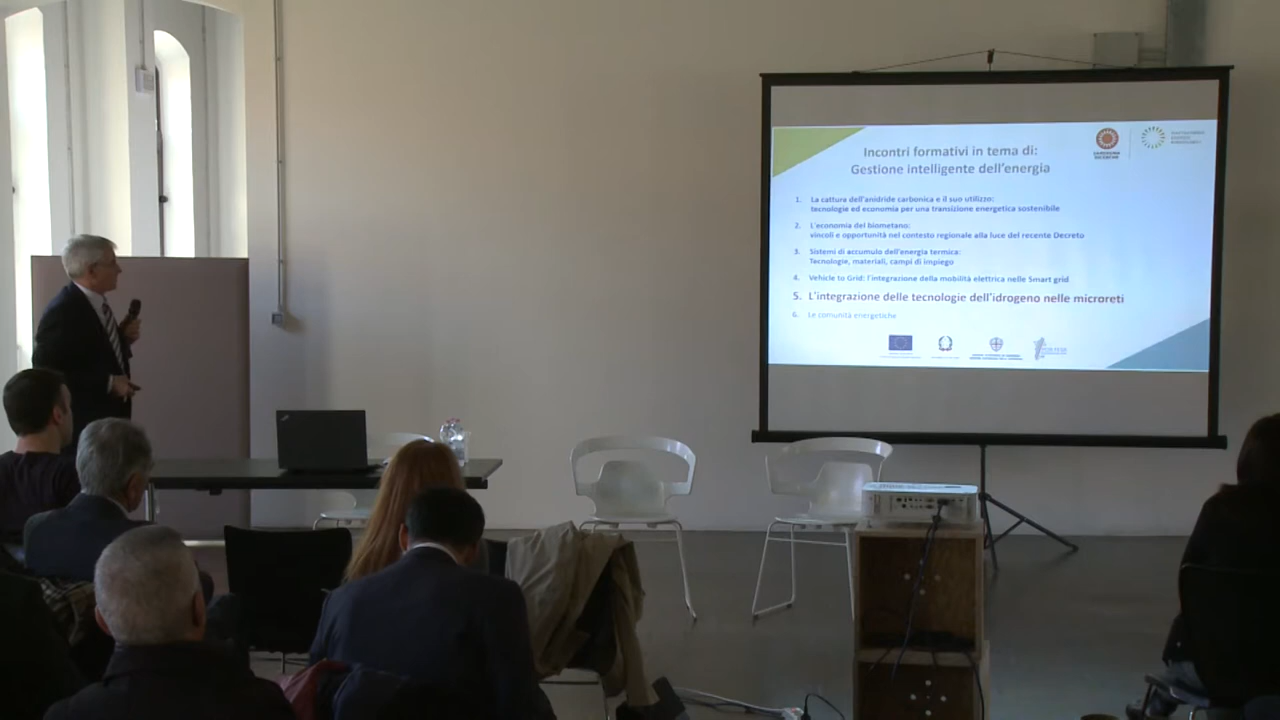 Incontri formativi in tema di:
Gestione intelligente dell'energia
1. La cattura dell'anidride carbonica e il suo utilizzo:
tecnologie ed economia per una transizione energetica sostenibile
2. L'economia del biometano:
vincoli e opportunità nel contesto regionale alla luce del recente Decreto
3. Sistemi di accumulo dell'energia termica:
Tecnologie, materiali, campi di impiego
4. Vehicle to Grid: l'integrazione della mobilità elettrica nelle Smart grid
5. L'integrazione delle tecnologie dell'idrogeno nelle microreti
6. Le comunità energetiche
SARDEGNA
RICERCHE